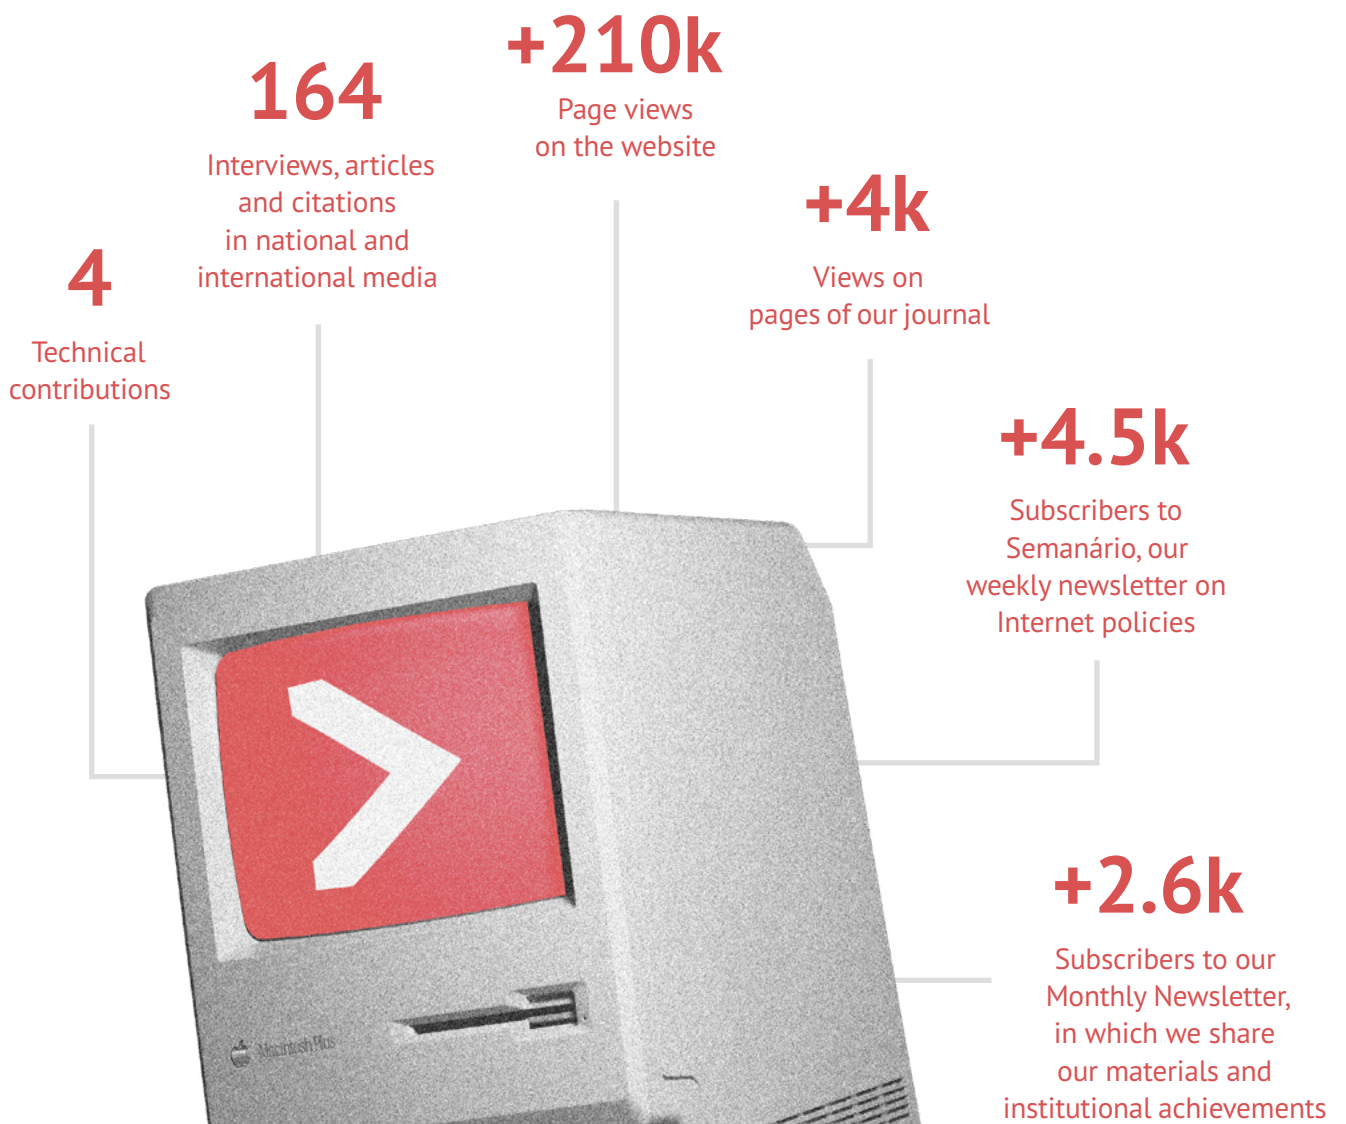 +210k
Page views
on the website
164
Interviews, articles
and citations
in national and
international media
+4k
Views on
pages of our journal
4
Technical
contributions
+4.5k
Subscribers to
Semanário, our
weekly newsletter on
Internet policies
+2.6k
Subscribers to our
Monthly Newsletter,
in which we share
our materials and
institutional achievements
Macintosh Plus